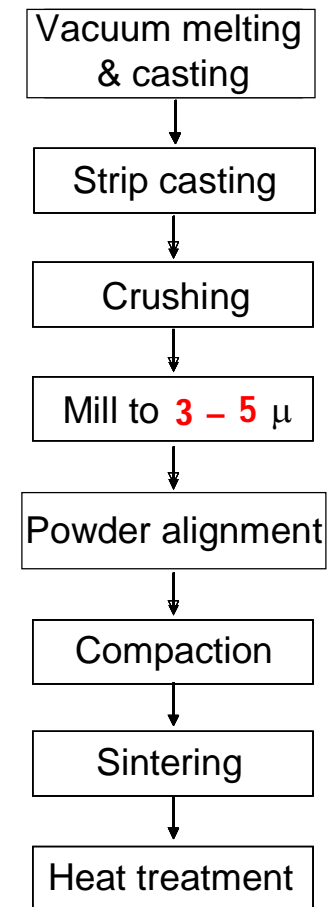 Vacuum melting
& casting
Strip casting
Crushing
Mill to 3 – 5 μ
Powder alignment
Compaction
Sintering
Heat treatment